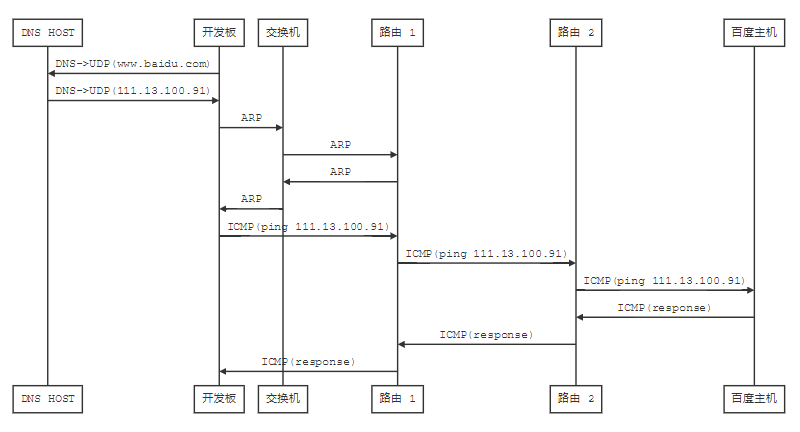 DNS HOST
开发板
交换机
路由 1
路由 2
百度主机
DNS->UDP(www.baidu.com)
DNS->UDP(111.13.100.91)
ARP
ARP
ARP
ARP
ICMP(ping 111.13.100.91)
ICMP(ping 111.13.100.91)
ICMP(ping 111.13.100.91)
ICMP(response)
ICMP(response)
ICMP(response)
DNS HOST
开发板
交换机
路由 1
路由 2
百度主机